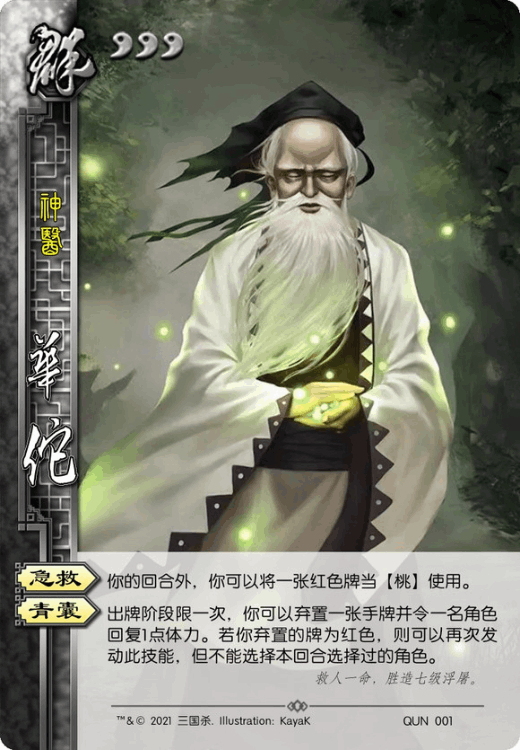 群
神醫
華佗
急救
你的回合外，你可以将一张红色牌当【桃】使用。
青囊
出牌阶段限一次，你可以弃置一张手牌并令一名角色
回复1点体力。若你弃置的牌为红色，则可以再次发
动此技能，但不能选择本回合选择过的角色。
救人一命，胜造七级浮屠。
™&© 2021 三国杀. Illustration: KayaK
QUN 001